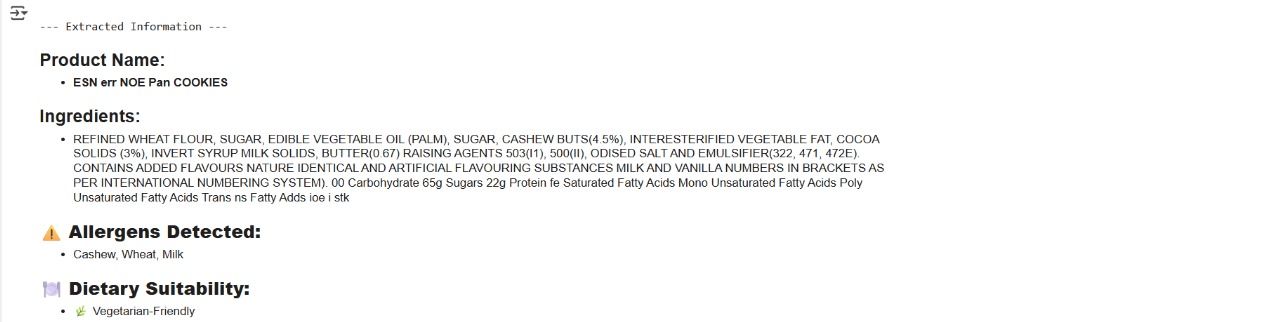 --- Extracted Information ---
Product Name:
• ESN err NOE Pan COOKIES
Ingredients:
• REFINED WHEAT FLOUR, SUGAR, EDIBLE VEGETABLE OIL (PALM), SUGAR, CASHEW BUTS(4.5%), INTERESTERIFIED VEGETABLE FAT, COCOA
SOLIDS (3%), INVERT SYRUP MILK SOLIDS, BUTTER(0.67) RAISING AGENTS 503(I1), 500(II), ODISED SALT AND EMULSIFIER(322, 471, 472E).
CONTAINS ADDED FLAVOURS NATURE IDENTICAL AND ARTIFICIAL FLAVOURING SUBSTANCES MILK AND VANILLA NUMBERS IN BRACKETS AS
PER INTERNATIONAL NUMBERING SYSTEM). 00 Carbohydrate 65g Sugars 22g Protein fe Saturated Fatty Acids Mono Unsaturated Fatty Acids Poly
Unsaturated Fatty Acids Trans ns Fatty Adds ioe i stk
⚠️ Allergens Detected:
• Cashew, Wheat, Milk
🍽️ Dietary Suitability:
• 🌿 Vegetarian-Friendly